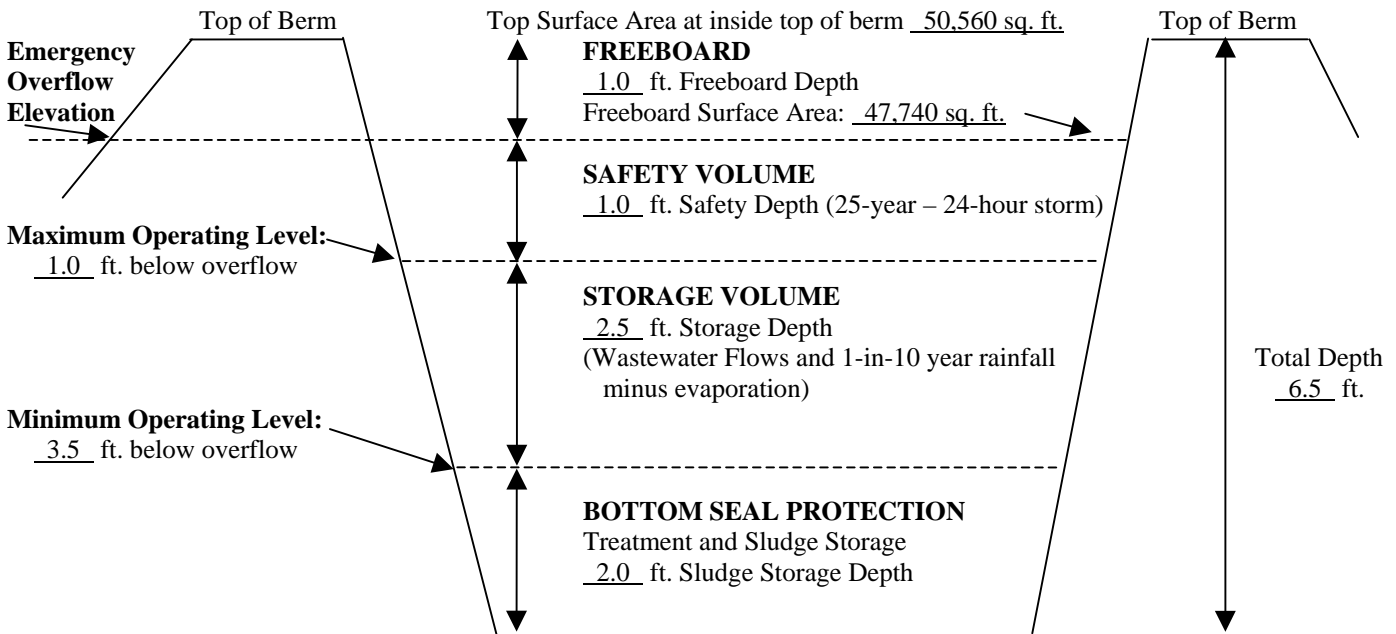 Top of Berm
Top Surface Area at inside top of berm 50,560 sq. ft.
Top of Berm
Emergency
Overflow
Elevation
FREEBOARD
1.0 ft. Freeboard Depth
Freeboard Surface Area: 47,740 sq. ft.
SAFETY VOLUME
1.0 ft. Safety Depth (25-year – 24-hour storm)
Maximum Operating Level:
1.0 ft. below overflow
STORAGE VOLUME
2.5 ft. Storage Depth
(Wastewater Flows and 1-in-10 year rainfall
minus evaporation)
Total Depth
6.5 ft.
Minimum Operating Level:
3.5 ft. below overflow
BOTTOM SEAL PROTECTION
Treatment and Sludge Storage
2.0 ft. Sludge Storage Depth